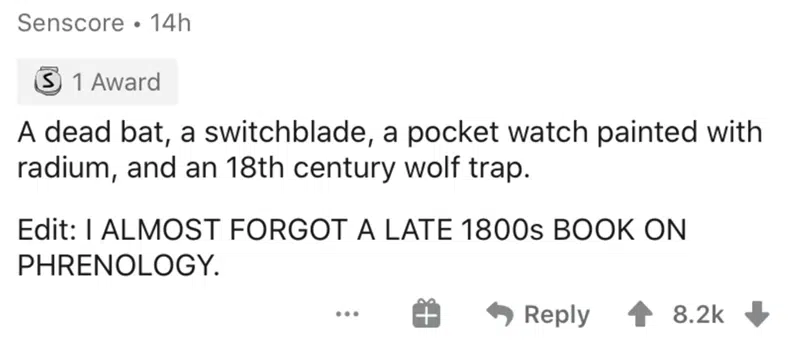 Senscore • 14h
S 1 Award
A dead bat, a switchblade, a pocket watch painted with
radium, and an 18th century wolf trap.
Edit: I ALMOST FORGOT A LATE 1800s BOOK ON
PHRENOLOGY.
Reply 8.2k